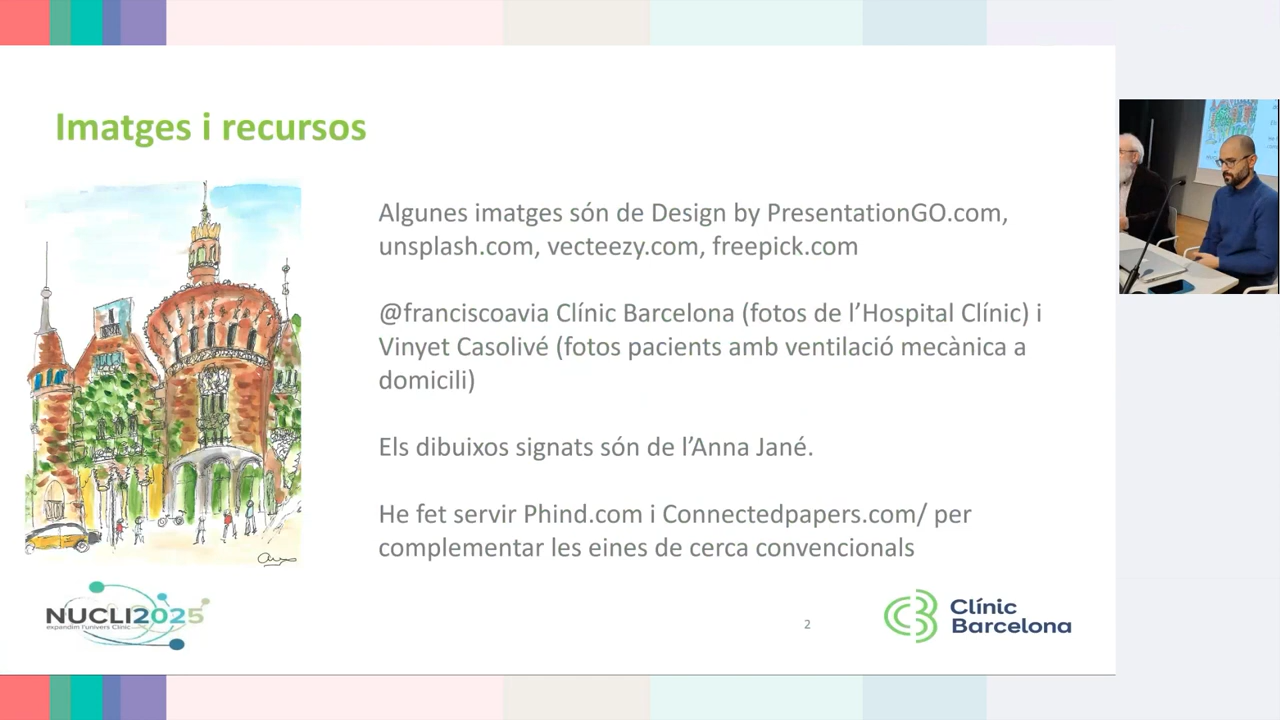 Imatges i recursos
Algunes imatges són de Design by PresentationGO.com,
unsplash.com, vecteezy.com, freepick.com
@franciscoavia Clínic Barcelona (fotos de l’Hospital Clínic) i
Vinyet Casolivé (fotos pacients amb ventilació mecànica a
domicili)
Els dibuixos signats són de l’Anna Jané.
He fet servir Phind.com i Connectedpapers.com/ per
complementar les eines de cerca convencionals
NUCLI2025
expandim l'univers Clínic
2
Clínic
Barcelona